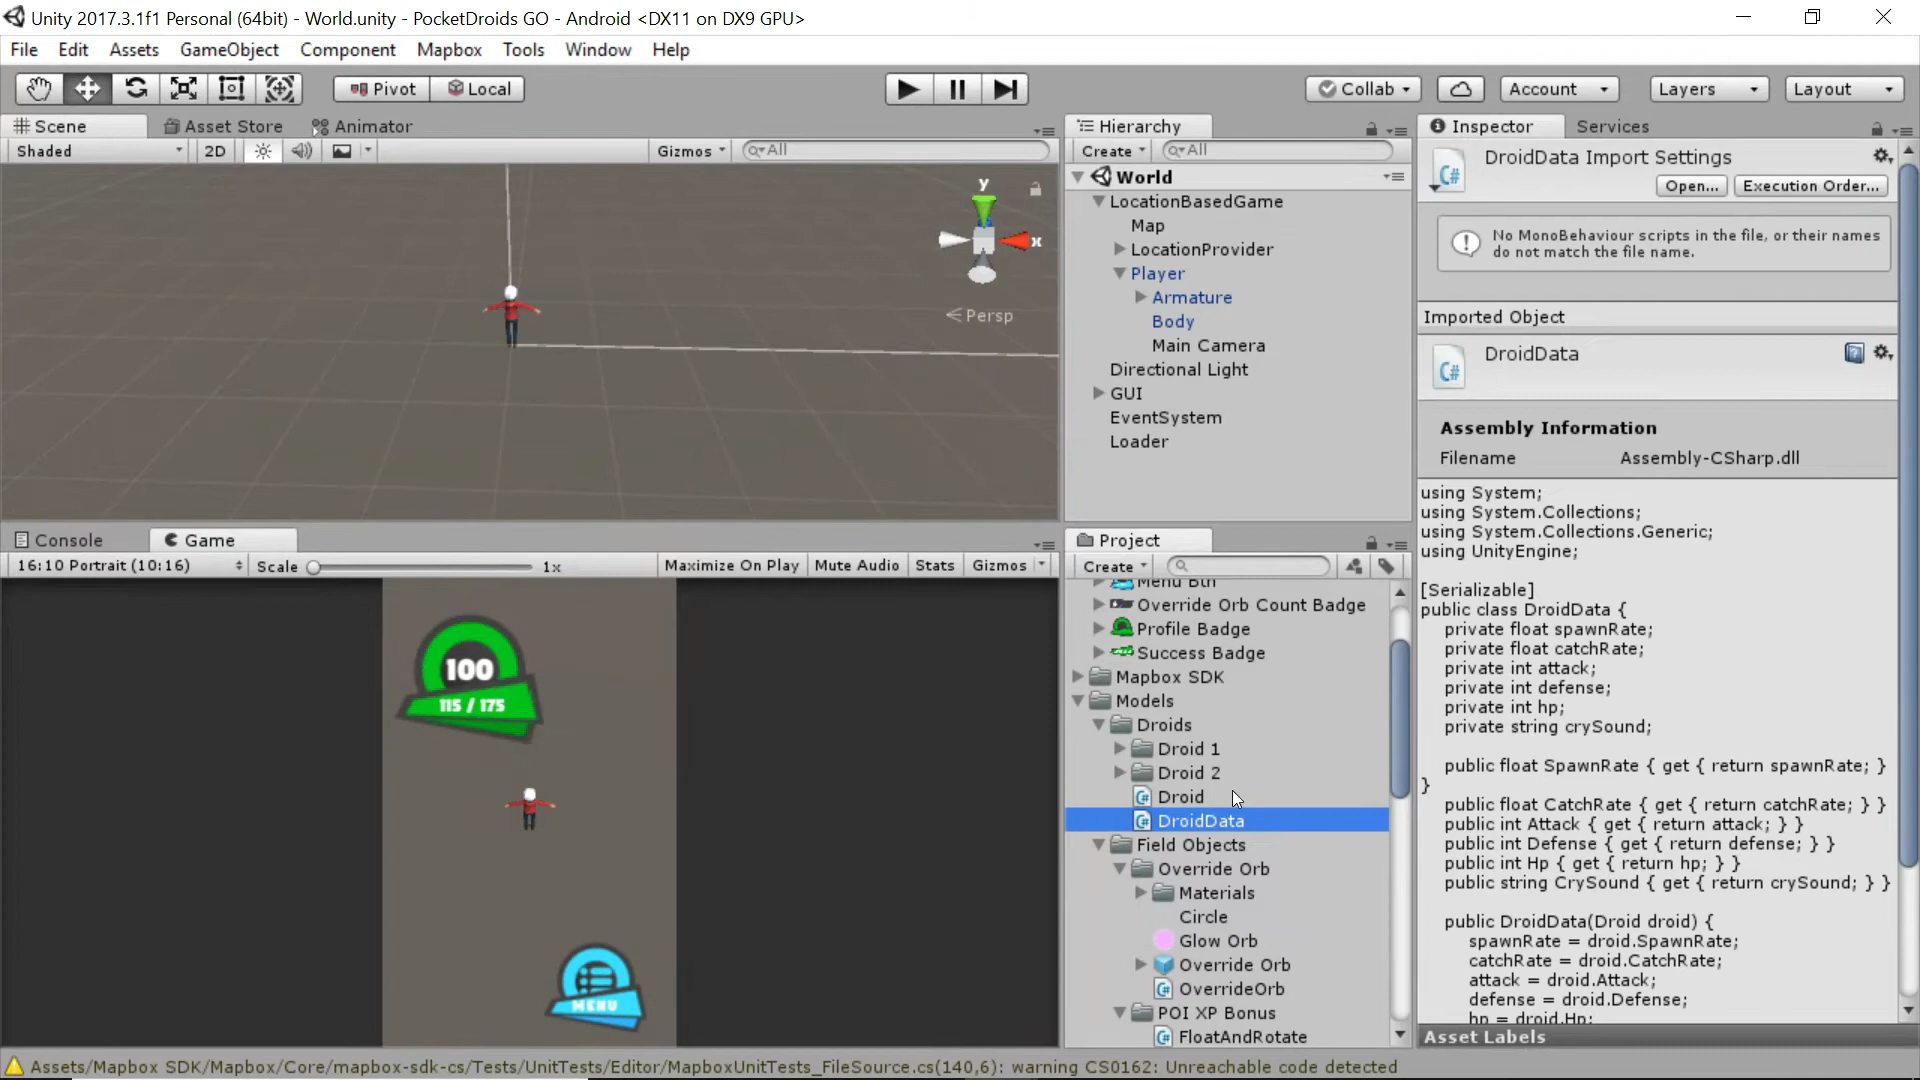 Unity 2017.3.1f1 Personal (64bit) - World.unity - PocketDroids GO - Android <DX11 on DX9 GPU>
File Edit Assets GameObject Component Mapbox Tools Window Help
Pivot Local Collab Account Layers Layout
Scene Asset Store Animator
Shaded 2D Gizmos All
y
x
Persp
Hierarchy
Create All
World
LocationBasedGame
Map
LocationProvider
Player
Armature
Body
Main Camera
Directional Light
GUI
EventSystem
Loader
Console Game
16:10 Portrait (10:16) Scale 1x Maximize On Play Mute Audio Stats Gizmos
100
115 / 175
MENU
Project
Create
Menu Btn
Override Orb Count Badge
Profile Badge
Success Badge
Mapbox SDK
Models
Droids
Droid 1
Droid 2
Droid
DroidData
Field Objects
Override Orb
Materials
Circle
Glow Orb
Override Orb
OverrideOrb
POI XP Bonus
FloatAndRotate
Inspector Services
DroidData Import Settings
Open... Execution Order...
No MonoBehaviour scripts in the file, or their names
do not match the file name.
Imported Object
DroidData
Assembly Information
Filename Assembly-CSharp.dll
using System;
using System.Collections;
using System.Collections.Generic;
using UnityEngine;
[Serializable]
public class DroidData {
private float spawnRate;
private float catchRate;
private int attack;
private int defense;
private int hp;
private string crySound;
public float SpawnRate { get { return spawnRate; }
}
public float CatchRate { get { return catchRate; } }
public int Attack { get { return attack; } }
public int Defense { get { return defense; } }
public int Hp { get { return hp; } }
public string CrySound { get { return crySound; } }
public DroidData(Droid droid) {
spawnRate = droid.SpawnRate;
catchRate = droid.CatchRate;
attack = droid.Attack;
defense = droid.Defense;
hp = droid.Hp;
Asset Labels
Assets/Mapbox SDK/Mapbox/Core/mapbox-sdk-cs/Tests/UnitTests/Editor/MapboxUnitTests_FileSource.cs(140,6): warning CS0162: Unreachable code detected